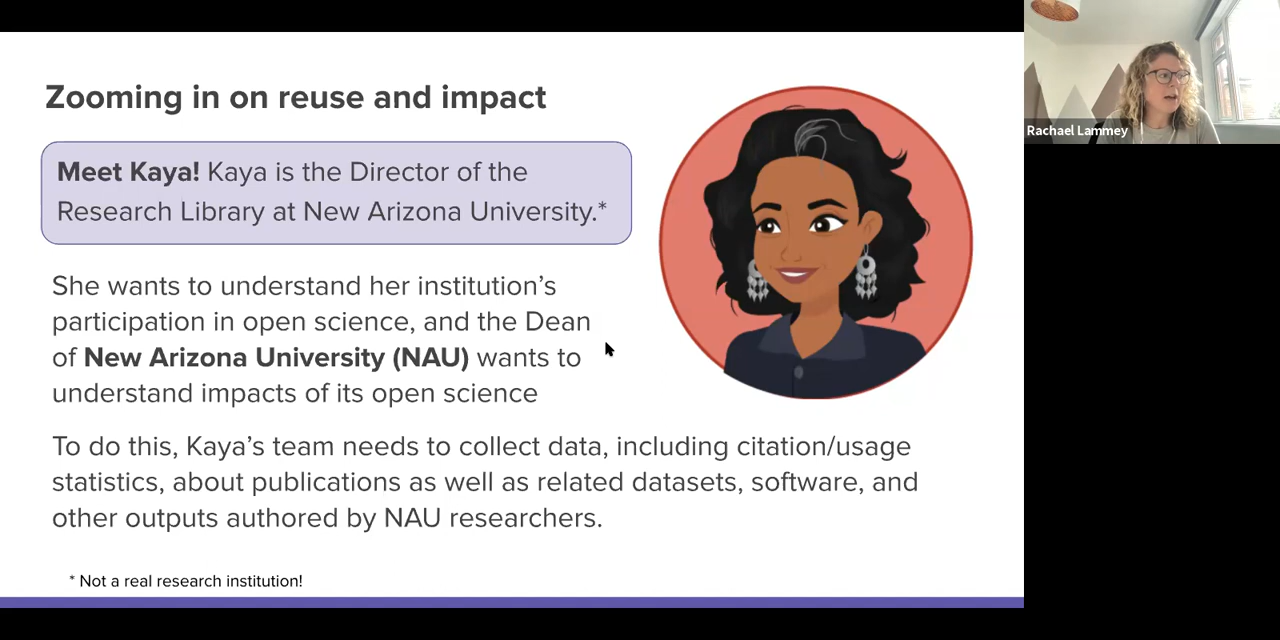 Zooming in on reuse and impact
Meet Kaya! Kaya is the Director of the
Research Library at New Arizona University.*
She wants to understand her institution’s
participation in open science, and the Dean
of New Arizona University (NAU) wants to
understand impacts of its open science
To do this, Kaya’s team needs to collect data, including citation/usage
statistics, about publications as well as related datasets, software, and
other outputs authored by NAU researchers.
* Not a real research institution!
Rachael Lammey